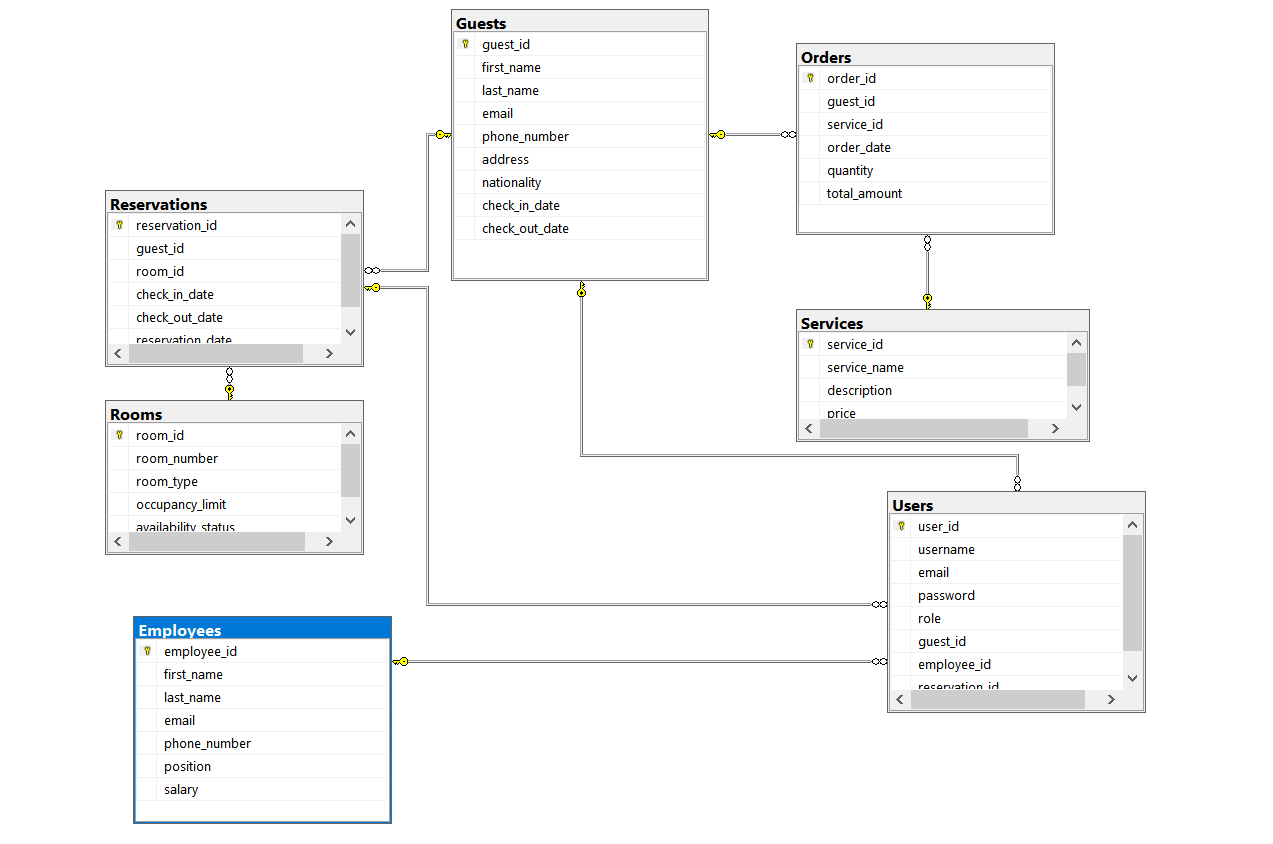 Guests
guest_id
first_name
last_name
email
phone_number
address
nationality
check_in_date
check_out_date
Orders
order_id
guest_id
service_id
order_date
quantity
total_amount
Reservations
reservation_id
guest_id
room_id
check_in_date
check_out_date
reservation_date
Services
service_id
service_name
description
price
Rooms
room_id
room_number
room_type
occupancy_limit
availability_status
Users
user_id
username
email
password
role
guest_id
employee_id
reservation_id
Employees
employee_id
first_name
last_name
email
phone_number
position
salary